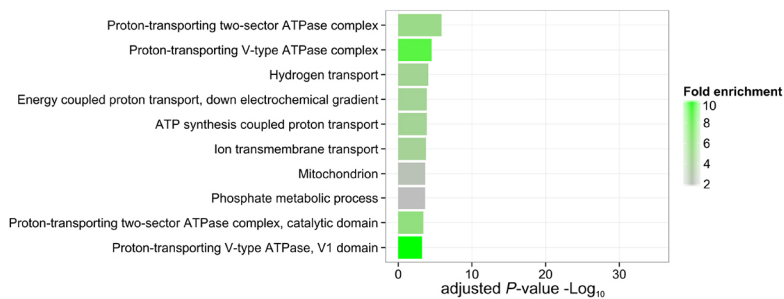 Proton-transporting two-sector ATPase complex
Proton-transporting V-type ATPase complex
Hydrogen transport
Energy coupled proton transport, down electrochemical gradient
ATP synthesis coupled proton transport
Ion transmembrane transport
Mitochondrion
Phosphate metabolic process
Proton-transporting two-sector ATPase complex, catalytic domain
Proton-transporting V-type ATPase, V1 domain
0 10 20 30
adjusted P-value -Log10
Fold enrichment
10
8
6
4
2